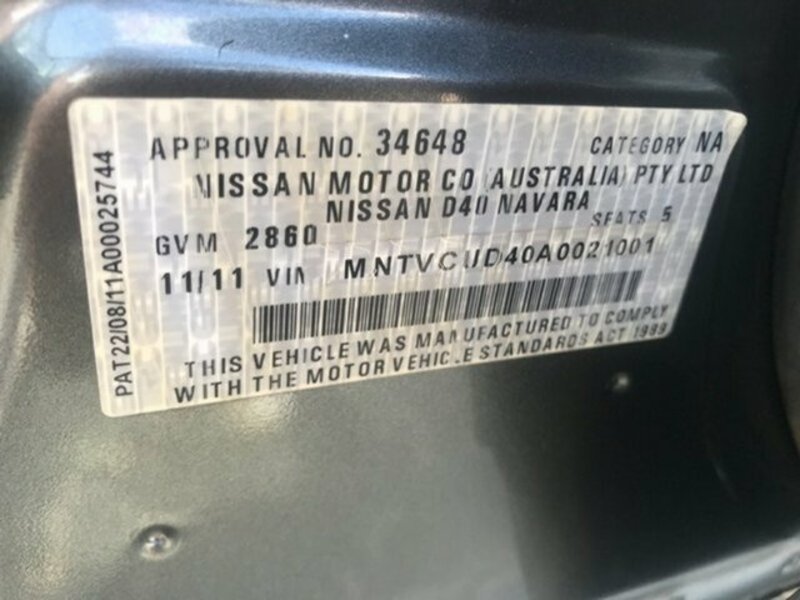 APPROVAL NO. 34648 CATEGORY NA
NISSAN MOTOR CO (AUSTRALIA) PTY LTD
NISSAN D40 NAVARA
GVM 2860 SEATS 5
11/11 VIN MNTVCUD40A0021001
THIS VEHICLE WAS MANUFACTURED TO COMPLY
WITH THE MOTOR VEHICLE STANDARDS ACT 1989
PAT22/08/11A00025744